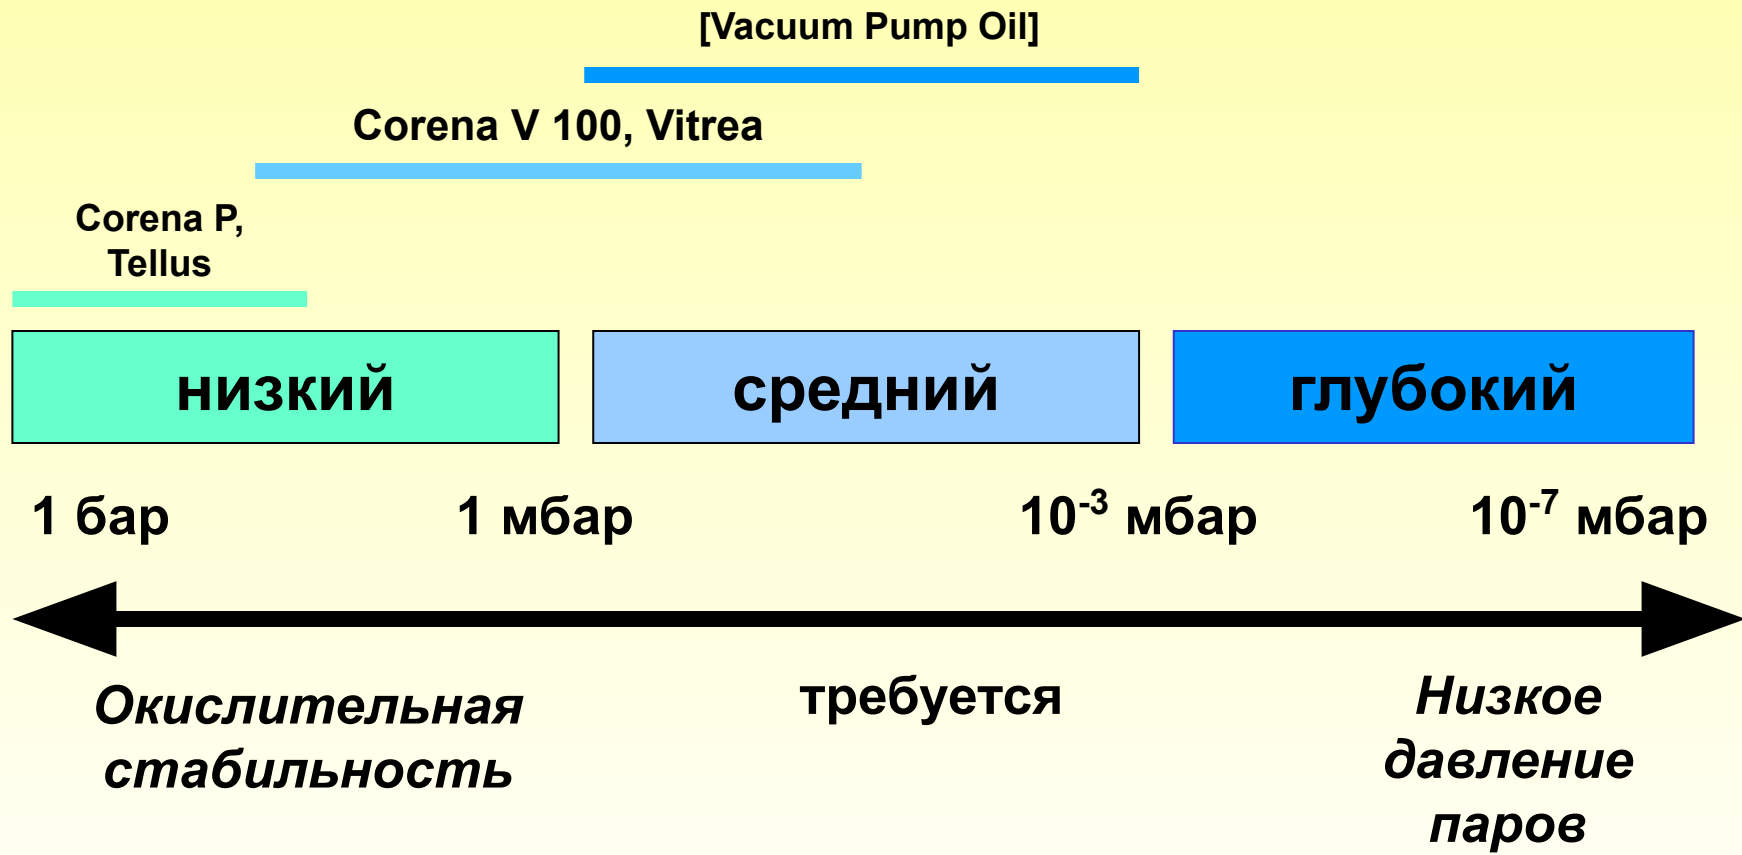 [Vacuum Pump Oil]
Corena V 100, Vitrea
Corena P,
Tellus
низкий
средний
глубокий
1 бар
1 мбар
10⁻³ мбар
10⁻⁷ мбар
Окислительная
стабильность
требуется
Низкое
давление
паров